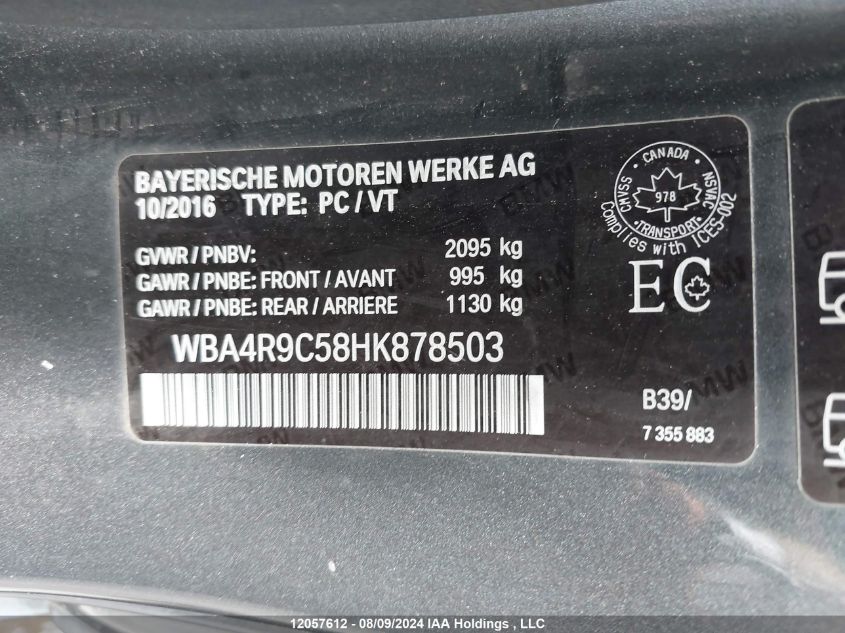 BAYERISCHE MOTOREN WERKE AG
10/2016 TYPE: PC / VT
GVWR / PNBV: 2095 kg
GAWR / PNBE: FRONT / AVANT 995 kg
GAWR / PNBE: REAR / ARRIERE 1130 kg
WBA4R9C58HK878503
CANADA
CMVSS
NSVAC
978
TRANSPORT
Complies with ICES-002
EC
B39/
7 355 883
12057612 - 08/09/2024 IAA Holdings , LLC